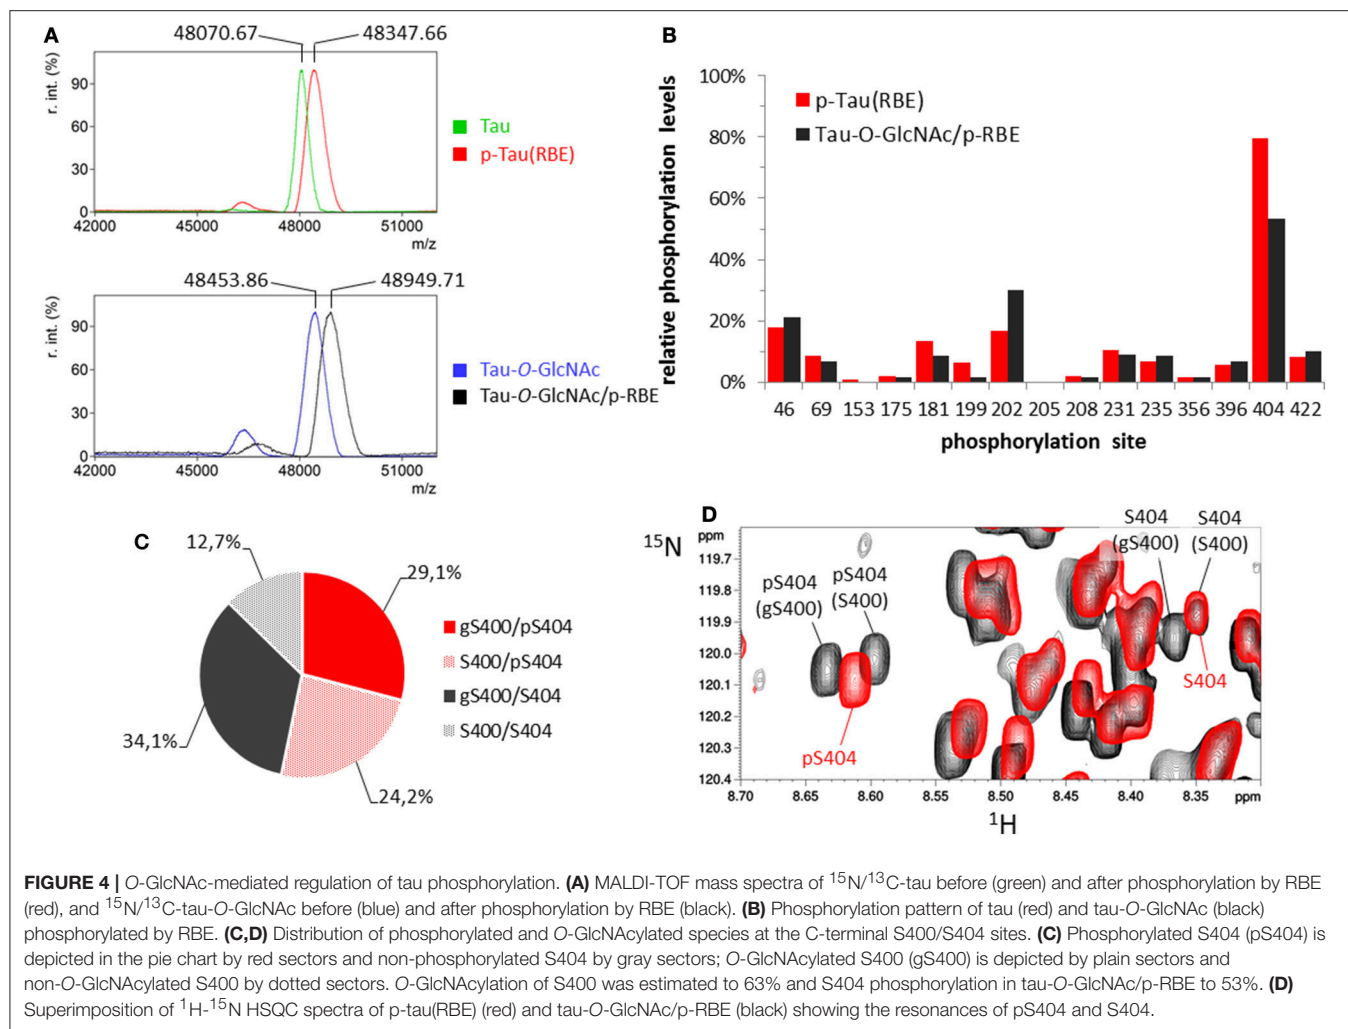 A
48070.67
48347.66
r. int. (%)
90
60
30
0
42000
45000
48000
51000
m/z
Tau
p-Tau(RBE)
48453.86
48949.71
r. int. (%)
90
60
30
0
42000
45000
48000
51000
m/z
Tau-O-GlcNAc
Tau-O-GlcNAc/p-RBE
B
relative phosphorylation levels
100%
80%
60%
40%
20%
0%
p-Tau(RBE)
Tau-O-GlcNAc/p-RBE
46 69 153 175 181 199 202 205 208 231 235 356 396 404 422
phosphorylation site
C
12,7%
29,1%
34,1%
24,2%
gS400/pS404
S400/pS404
gS400/S404
S400/S404
D
¹⁵N
ppm
119.7
119.8
119.9
120.0
120.1
120.2
120.3
120.4
pS404
(gS400)
pS404
(S400)
S404
(gS400)
S404
(S400)
pS404
S404
8.70 8.65 8.60 8.55 8.50 8.45 8.40 8.35 ppm
¹H
FIGURE 4 | O-GlcNAc-mediated regulation of tau phosphorylation. (A) MALDI-TOF mass spectra of ¹⁵N/¹³C-tau before (green) and after phosphorylation by RBE
(red), and ¹⁵N/¹³C-tau-O-GlcNAc before (blue) and after phosphorylation by RBE (black). (B) Phosphorylation pattern of tau (red) and tau-O-GlcNAc (black)
phosphorylated by RBE. (C,D) Distribution of phosphorylated and O-GlcNAcylated species at the C-terminal S400/S404 sites. (C) Phosphorylated S404 (pS404) is
depicted in the pie chart by red sectors and non-phosphorylated S404 by gray sectors; O-GlcNAcylated S400 (gS400) is depicted by plain sectors and
non-O-GlcNAcylated S400 by dotted sectors. O-GlcNAcylation of S400 was estimated to 63% and S404 phosphorylation in tau-O-GlcNAc/p-RBE to 53%. (D)
Superimposition of ¹H-¹⁵N HSQC spectra of p-tau(RBE) (red) and tau-O-GlcNAc/p-RBE (black) showing the resonances of pS404 and S404.